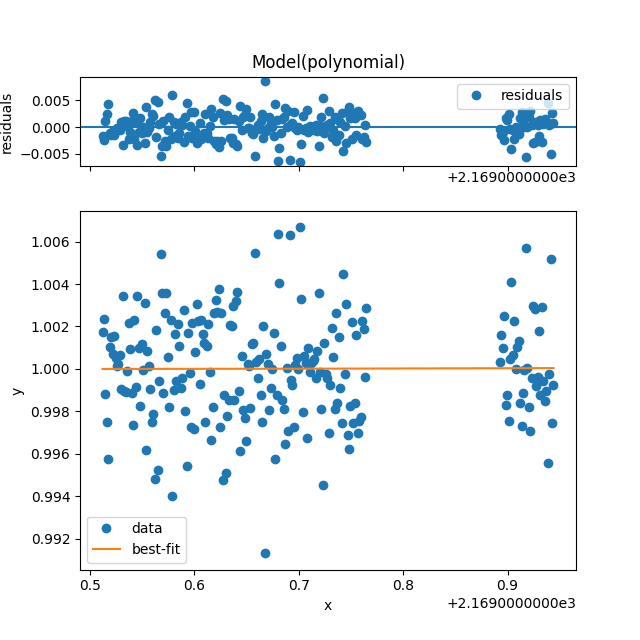 Model(polynomial)
residuals
0.005
0.000
−0.005
residuals
+2.1690000000e3
y
1.006
1.004
1.002
1.000
0.998
0.996
0.994
0.992
data
best-fit
0.5 0.6 0.7 0.8 0.9
x
+2.1690000000e3